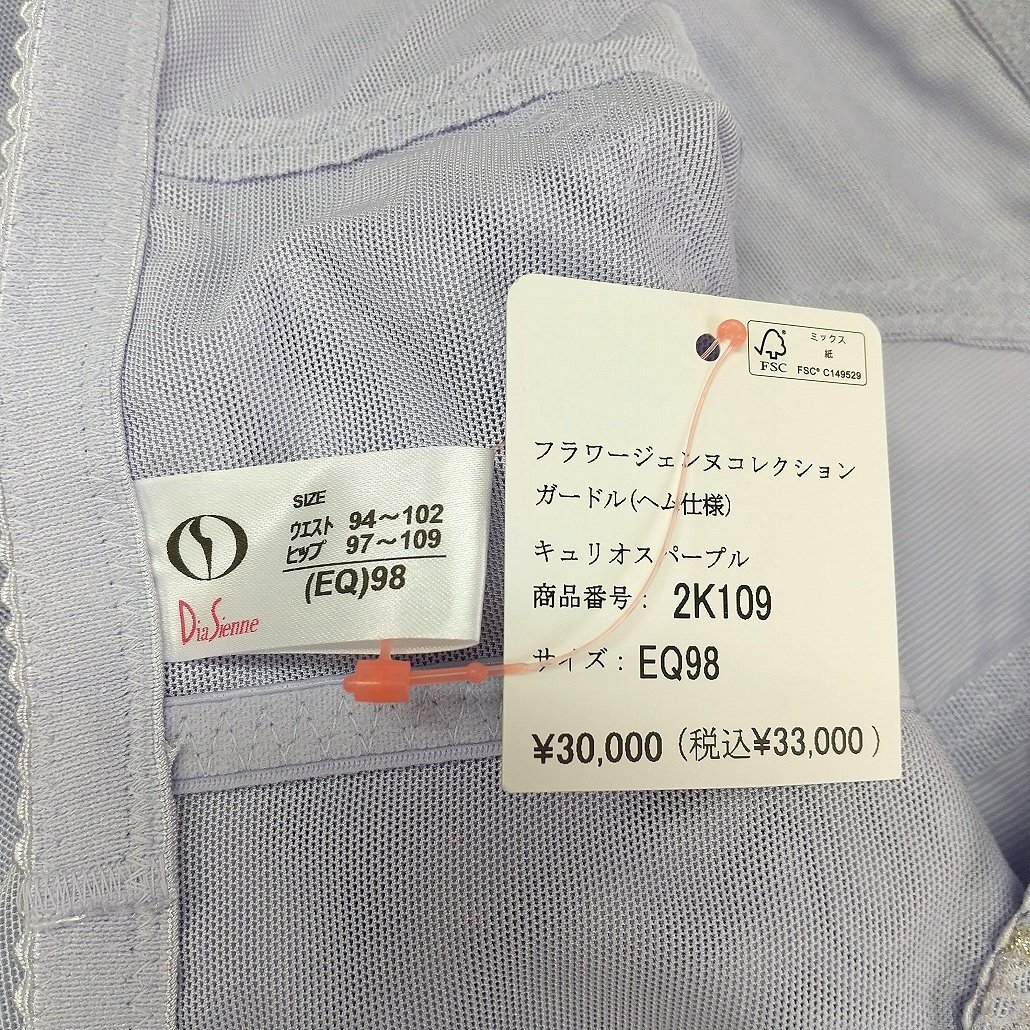 SIZE
ウエスト 94～102
ヒップ 97～109
(EQ)98
DiaSienne
FSC
ミックス
紙
FSC® C149529
フラワージェンヌコレクション
ガードル(ヘム仕様)
キュリオスパープル
商品番号： 2K109
サイズ： EQ98
¥30,000 (税込¥33,000)